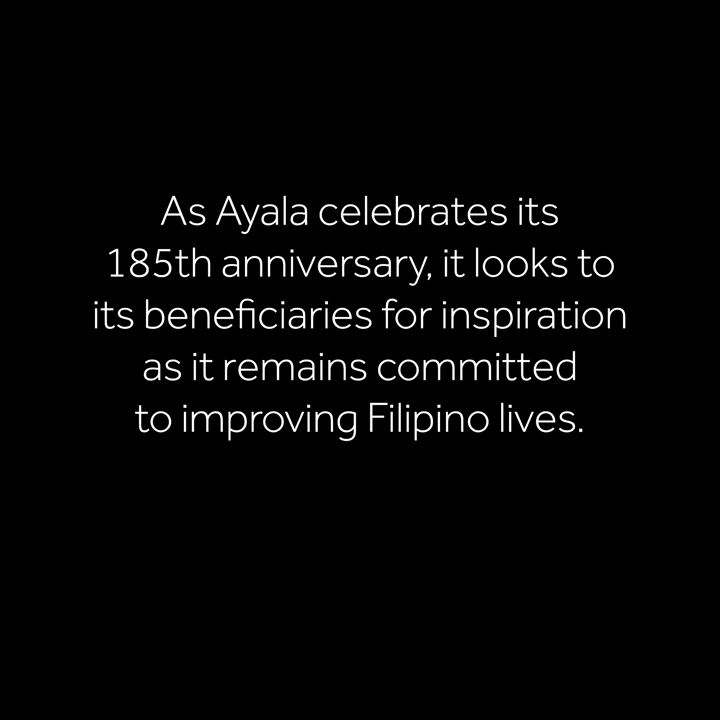 As Ayala celebrates its
185th anniversary, it looks to
its beneficiaries for inspiration
as it remains committed
to improving Filipino lives.